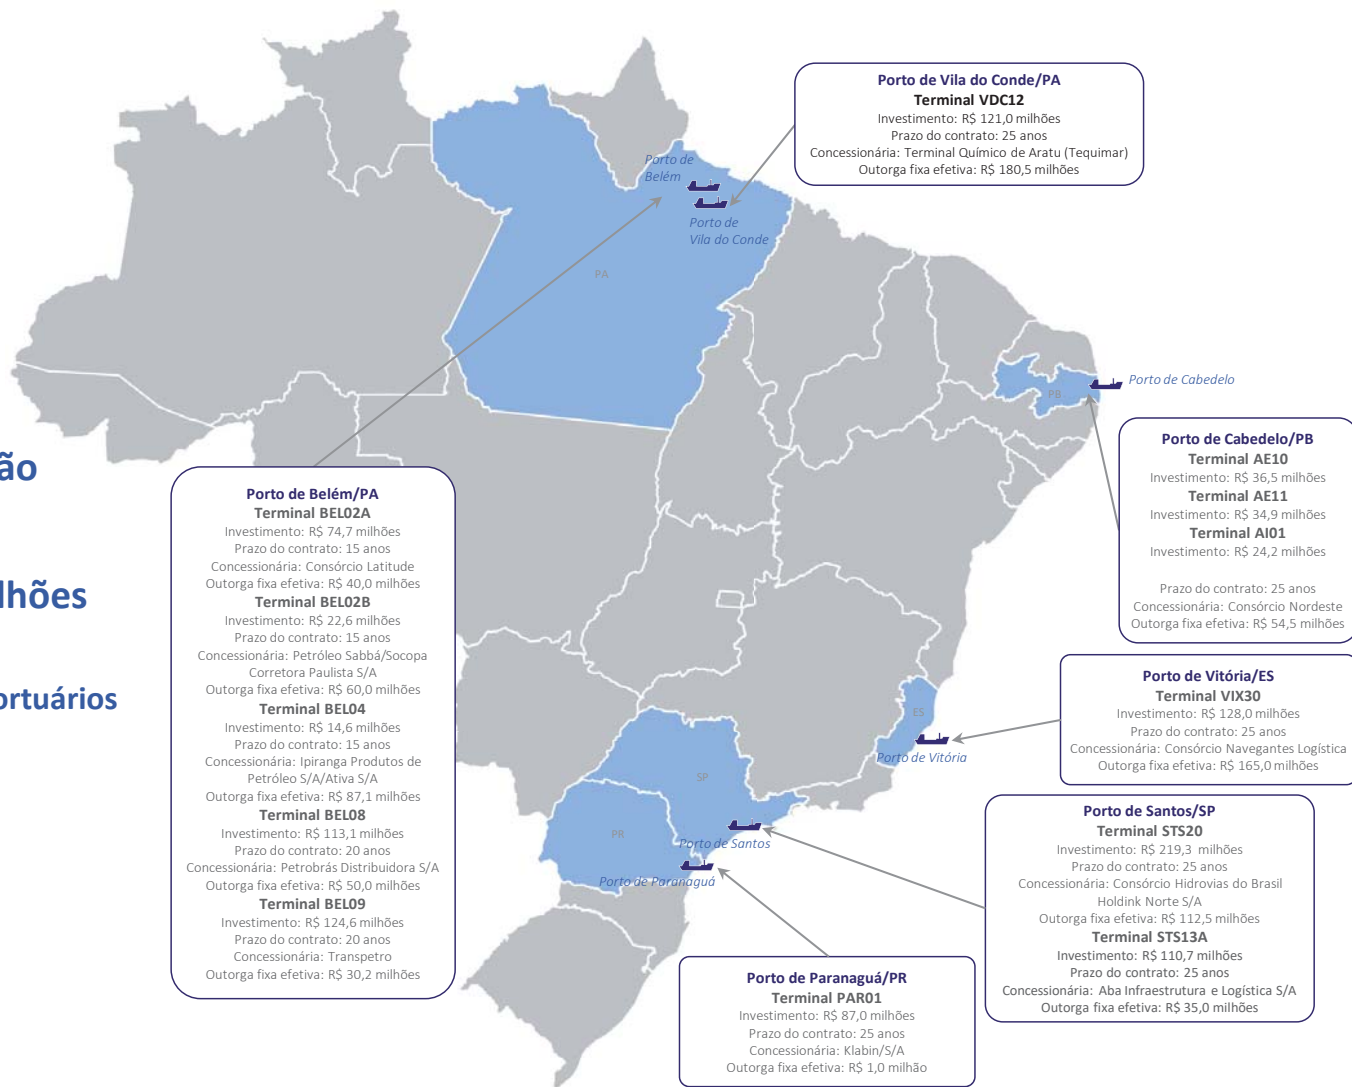 ão
lhões
ortuários
Porto de Vila do Conde/PA
Terminal VDC12
Investimento: R$ 121,0 milhões
Prazo do contrato: 25 anos
Concessionária: Terminal Químico de Aratu (Tequimar)
Outorga fixa efetiva: R$ 180,5 milhões
Porto de
Belém
Porto de
Vila do Conde
PA
PB
Porto de Cabedelo
Porto de Cabedelo/PB
Terminal AE10
Investimento: R$ 36,5 milhões
Terminal AE11
Investimento: R$ 34,9 milhões
Terminal AI01
Investimento: R$ 24,2 milhões
Prazo do contrato: 25 anos
Concessionária: Consórcio Nordeste
Outorga fixa efetiva: R$ 54,5 milhões
Porto de Belém/PA
Terminal BEL02A
Investimento: R$ 74,7 milhões
Prazo do contrato: 15 anos
Concessionária: Consórcio Latitude
Outorga fixa efetiva: R$ 40,0 milhões
Terminal BEL02B
Investimento: R$ 22,6 milhões
Prazo do contrato: 15 anos
Concessionária: Petróleo Sabbá/Socopa
Corretora Paulista S/A
Outorga fixa efetiva: R$ 60,0 milhões
Terminal BEL04
Investimento: R$ 14,6 milhões
Prazo do contrato: 15 anos
Concessionária: Ipiranga Produtos de
Petróleo S/A/Ativa S/A
Outorga fixa efetiva: R$ 87,1 milhões
Terminal BEL08
Investimento: R$ 113,1 milhões
Prazo do contrato: 20 anos
Concessionária: Petrobrás Distribuidora S/A
Outorga fixa efetiva: R$ 50,0 milhões
Terminal BEL09
Investimento: R$ 124,6 milhões
Prazo do contrato: 20 anos
Concessionária: Transpetro
Outorga fixa efetiva: R$ 30,2 milhões
Porto de Vitória/ES
Terminal VIX30
Investimento: R$ 128,0 milhões
Prazo do contrato: 25 anos
Concessionária: Consórcio Navegantes Logística
Outorga fixa efetiva: R$ 165,0 milhões
ES
Porto de Vitória
SP
PR
Porto de Santos
Porto de Paranaguá
Porto de Santos/SP
Terminal STS20
Investimento: R$ 219,3 milhões
Prazo do contrato: 25 anos
Concessionária: Consórcio Hidrovias do Brasil
Holdink Norte S/A
Outorga fixa efetiva: R$ 112,5 milhões
Terminal STS13A
Investimento: R$ 110,7 milhões
Prazo do contrato: 25 anos
Concessionária: Aba Infraestrutura e Logística S/A
Outorga fixa efetiva: R$ 35,0 milhões
Porto de Paranaguá/PR
Terminal PAR01
Investimento: R$ 87,0 milhões
Prazo do contrato: 25 anos
Concessionária: Klabin/S/A
Outorga fixa efetiva: R$ 1,0 milhão